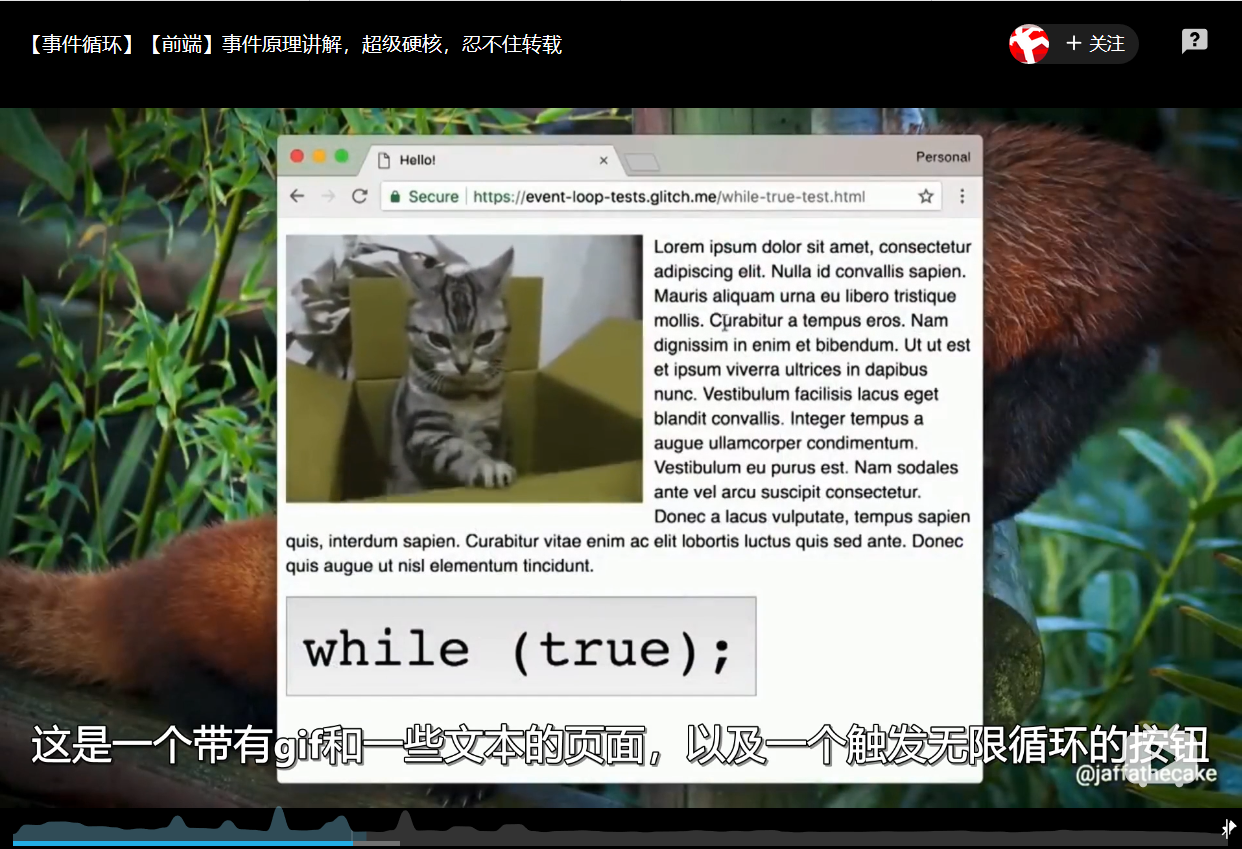 【事件循环】【前端】事件原理讲解，超级硬核，忍不住转载
+ 关注
?
Hello!
Personal
Secure
https://event-loop-tests.glitch.me/while-true-test.html
Lorem ipsum dolor sit amet, consectetur
adipiscing elit. Nulla id convallis sapien.
Mauris aliquam urna eu libero tristique
mollis. Curabitur a tempus eros. Nam
dignissim in enim et bibendum. Ut ut est
et ipsum viverra ultrices in dapibus
nunc. Vestibulum facilisis lacus eget
blandit convallis. Integer tempus a
augue ullamcorper condimentum.
Vestibulum eu purus est. Nam sodales
ante vel arcu suscipit consectetur.
Donec a lacus vulputate, tempus sapien
quis, interdum sapien. Curabitur vitae enim ac elit lobortis luctus quis sed ante. Donec
quis augue ut nisl elementum tincidunt.
while (true);
这是一个带有gif和一些文本的页面，以及一个触发无限循环的按钮
@jaffathecake